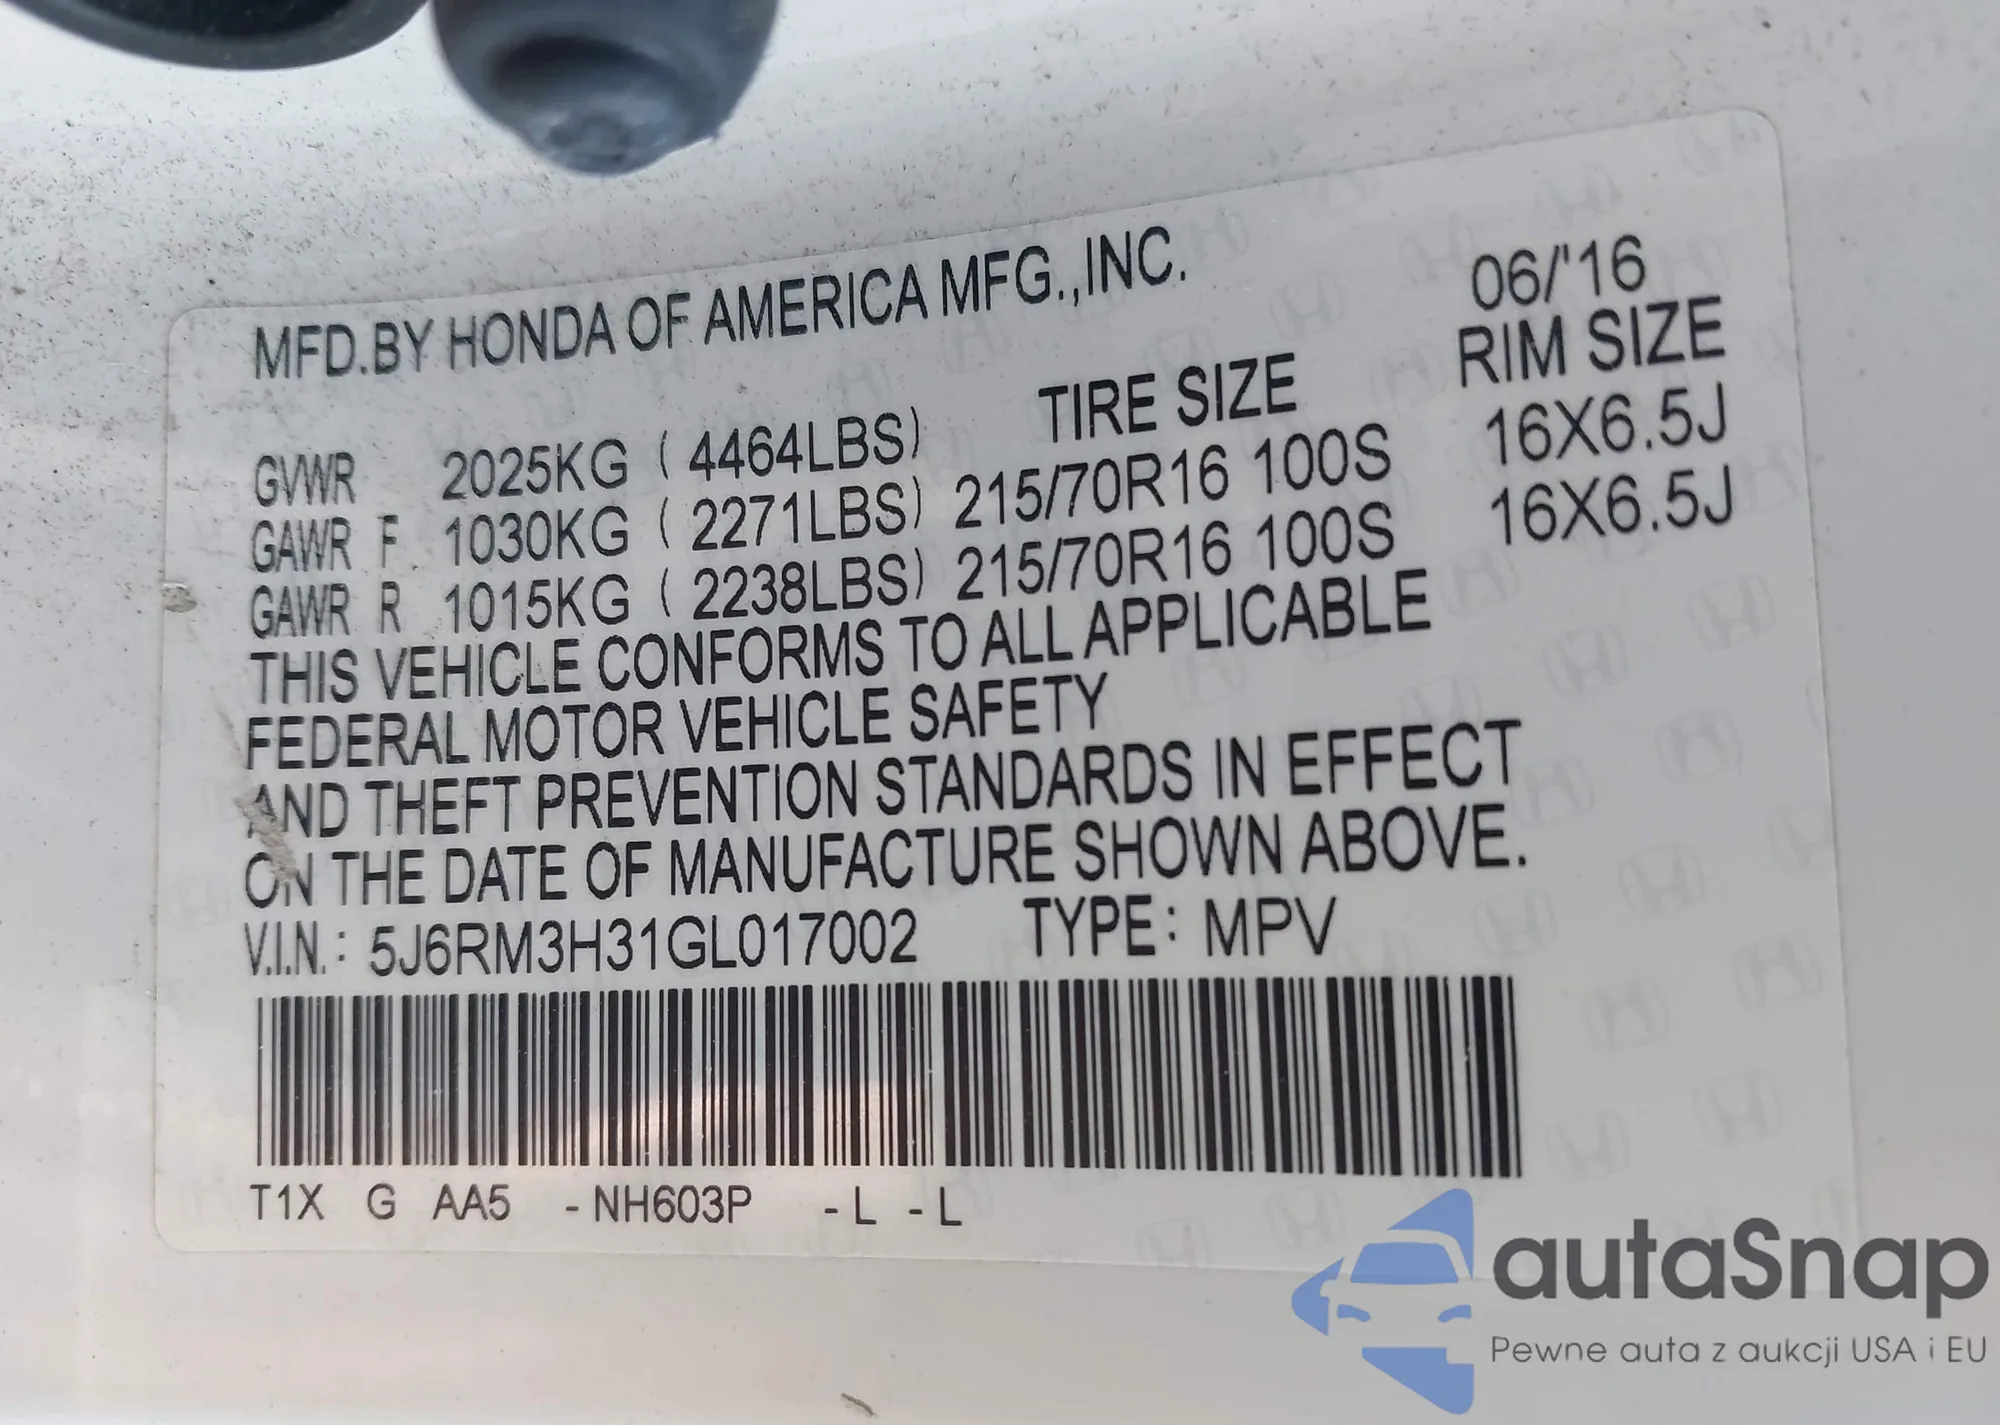 MFD.BY HONDA OF AMERICA MFG.,INC. 06/'16
TIRE SIZE RIM SIZE
GVWR 2025KG ( 4464LBS)
GAWR F 1030KG ( 2271LBS) 215/70R16 100S 16X6.5J
GAWR R 1015KG ( 2238LBS) 215/70R16 100S 16X6.5J
THIS VEHICLE CONFORMS TO ALL APPLICABLE
FEDERAL MOTOR VEHICLE SAFETY
AND THEFT PREVENTION STANDARDS IN EFFECT
ON THE DATE OF MANUFACTURE SHOWN ABOVE.
V.I.N.: 5J6RM3H31GL017002 TYPE: MPV
T1X G AA5 -NH603P -L -L
autaSnap
Pewne auta z aukcji USA i EU